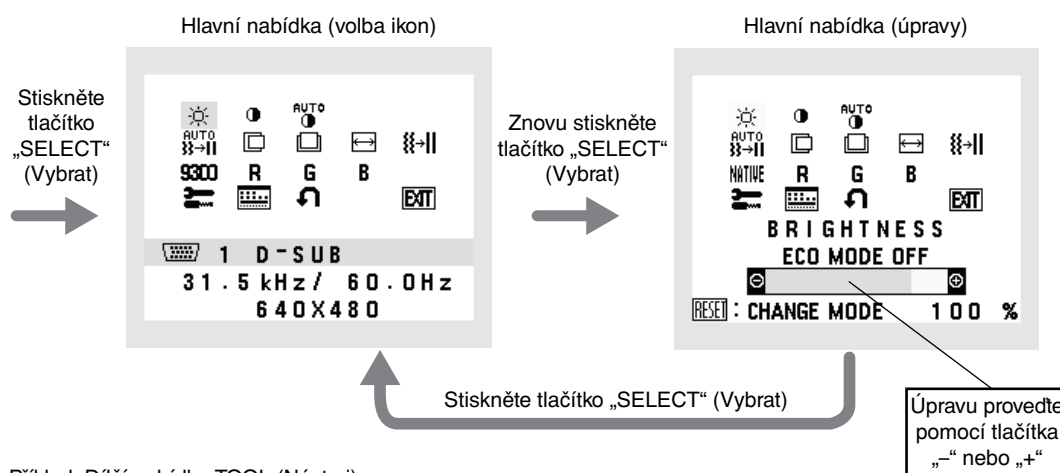 Hlavní nabídka (volba ikon)
Hlavní nabídka (úpravy)
Stiskněte
tlačítko
„SELECT“
(Vybrat)
AUTO
AUTO
9300 R G B
EXIT
1 D-SUB
31.5 kHz/ 60.0Hz
640X480
Znovu stiskněte
tlačítko „SELECT“
(Vybrat)
AUTO
AUTO
NATIVE R G B
EXIT
BRIGHTNESS
ECO MODE OFF
RESET : CHANGE MODE 100 %
Stiskněte tlačítko „SELECT“ (Vybrat)
Úpravu proveďte
pomocí tlačítka
„–“ nebo „+“